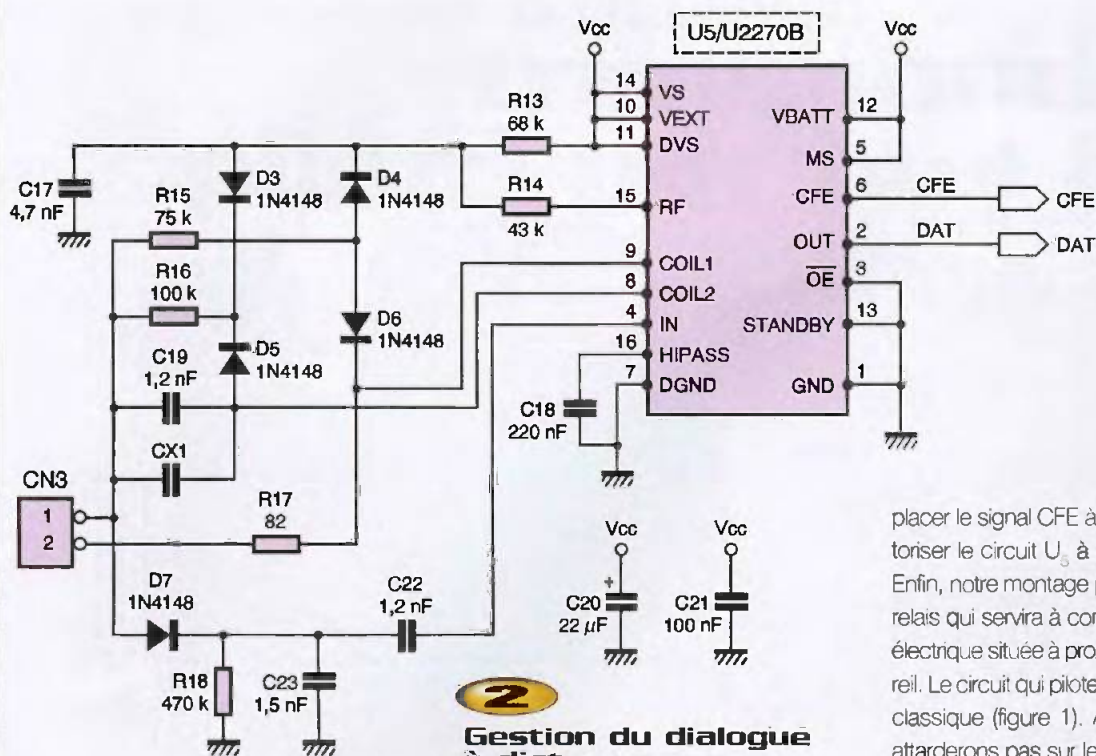 Vcc
U5/U2270B
Vcc
14 VS
10 VEXT
11 DVS
15 RF
9 COIL1
8 COIL2
4 IN
16 HIPASS
7 DGND
VBATT 12
MS 5
CFE 6
OUT 2
OE 3
STANDBY 13
GND 1
CFE
CFE
DAT
DAT
R13
68 k
R14
43 k
C17
4,7 nF
D3
1N4148
D4
1N4148
R15
75 k
R16
100 k
D5
1N4148
D6
1N4148
C19
1,2 nF
CX1
C18
220 nF
CN3
1
2
R17
82
D7
1N4148
C22
1,2 nF
R18
470 k
C23
1,5 nF
Vcc
+
C20
22 µF
Vcc
C21
100 nF
2
Gestion du dialogue
placer le signal CFE à
toriser le circuit U5 à
Enfin, notre montage
relais qui servira à
électrique située à
reil. Le circuit qui
classique (figure 1).
attarderons pas sur